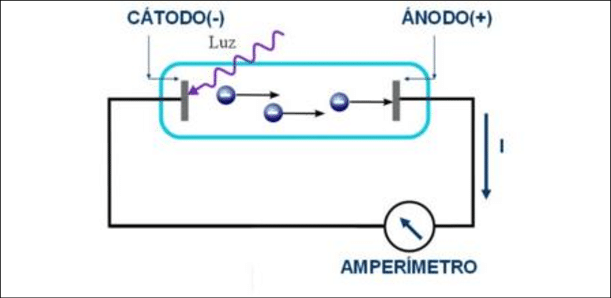 CÁTODO(-)
ÁNODO(+)
Luz
I
AMPERÍMETRO